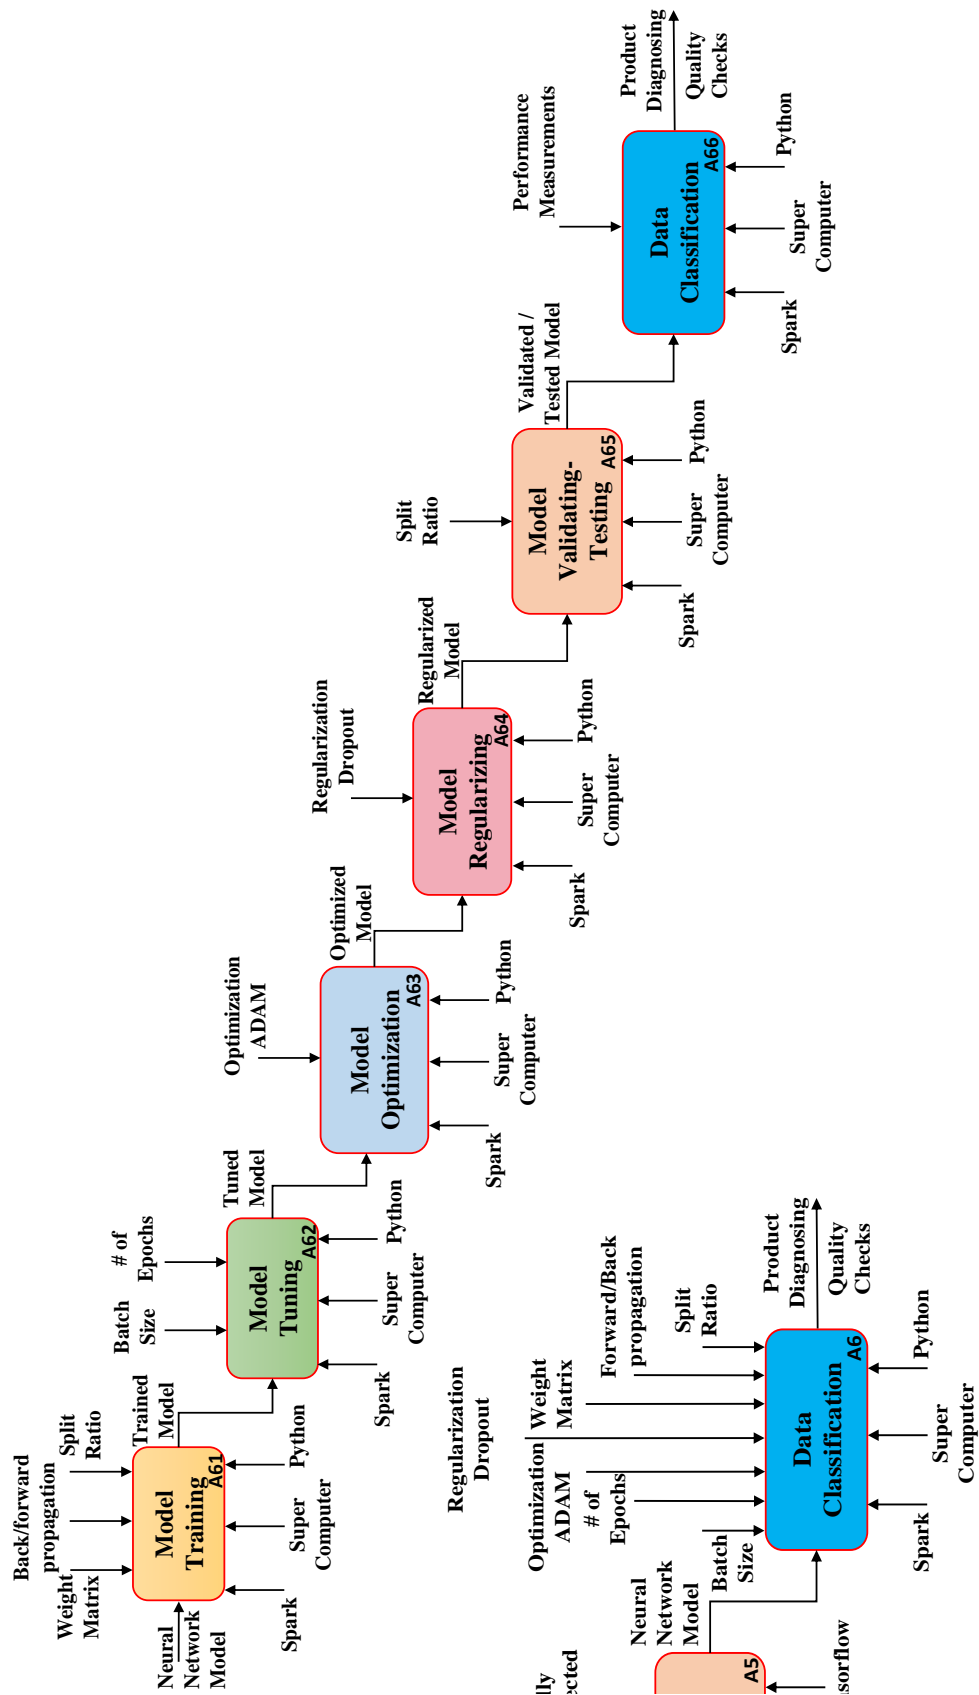 Back/forward
propagation
Weight
Matrix
Split
Ratio
Neural
Network
Model
Model
Training
A61
Trained
Model
Spark
Super
Computer
Python
Batch
Size
# of
Epochs
Model
Tuning
A62
Tuned
Model
Spark
Super
Computer
Python
Optimization
ADAM
Model
Optimization
A63
Optimized
Model
Spark
Super
Computer
Python
Regularization
Dropout
Model
Regularizing
A64
Regularized
Model
Spark
Super
Computer
Python
Split
Ratio
Model
Validating-
Testing
A65
Validated /
Tested Model
Spark
Super
Computer
Python
Performance
Measurements
Data
Classification
A66
Product
Diagnosing
Quality
Checks
Spark
Super
Computer
Python
Regularization
Dropout
lly
ected
A5
sorflow
Neural
Network
Model
Batch
Size
# of
Epochs
Optimization
ADAM
Weight
Matrix
Forward/Back
propagation
Split
Ratio
Data
Classification
A6
Product
Diagnosing
Quality
Checks
Spark
Super
Computer
Python